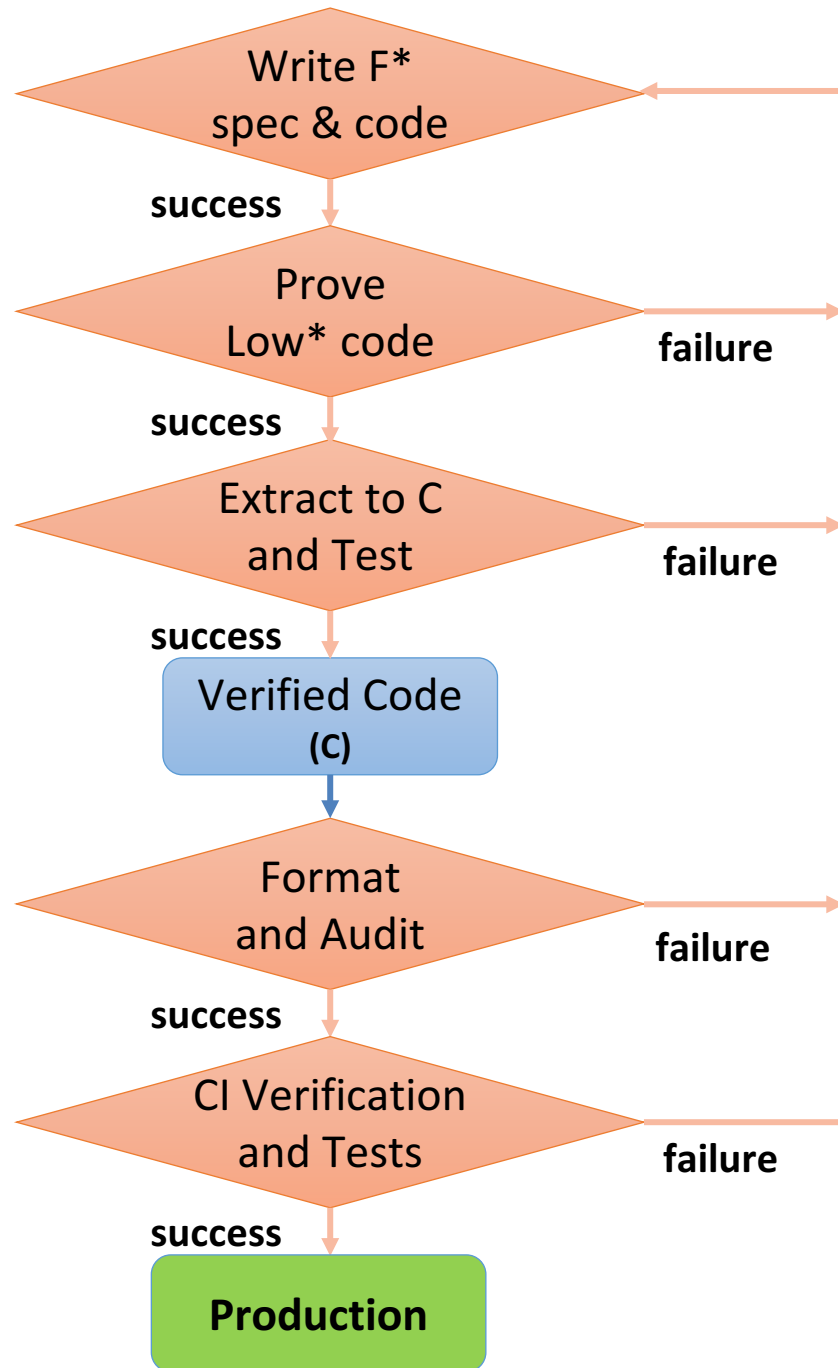 Write F*
spec & code
success
Prove
Low* code
failure
success
Extract to C
and Test
failure
success
Verified Code
(C)
Format
and Audit
failure
success
CI Verification
and Tests
failure
success
Production